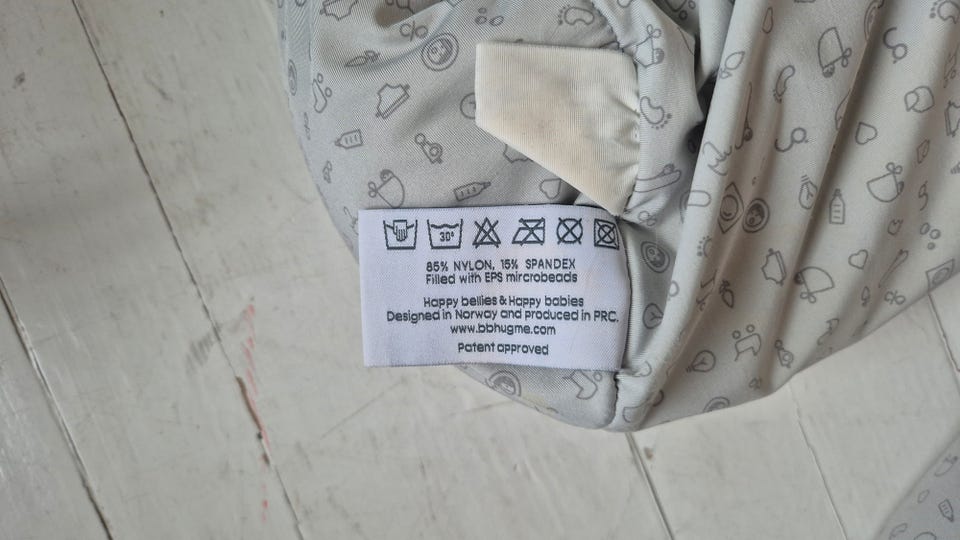 30°
85% NYLON, 15% SPANDEX
Filled with EPS mircrobeads
Happy bellies & Happy babies
Designed in Norway and produced in PRC.
www.bbhugme.com
Patent approved